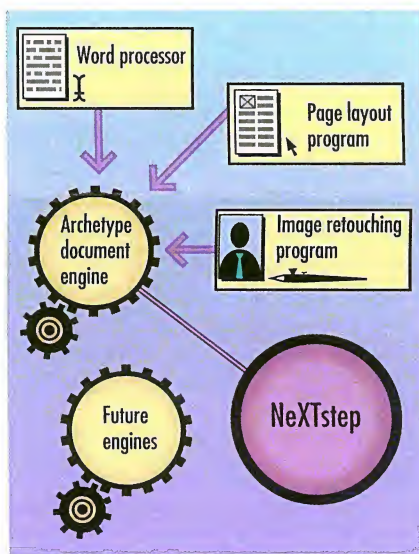 Word processor
Page layout
program
Archetype
document
engine
Image retouching
program
Future
engines
NeXTstep